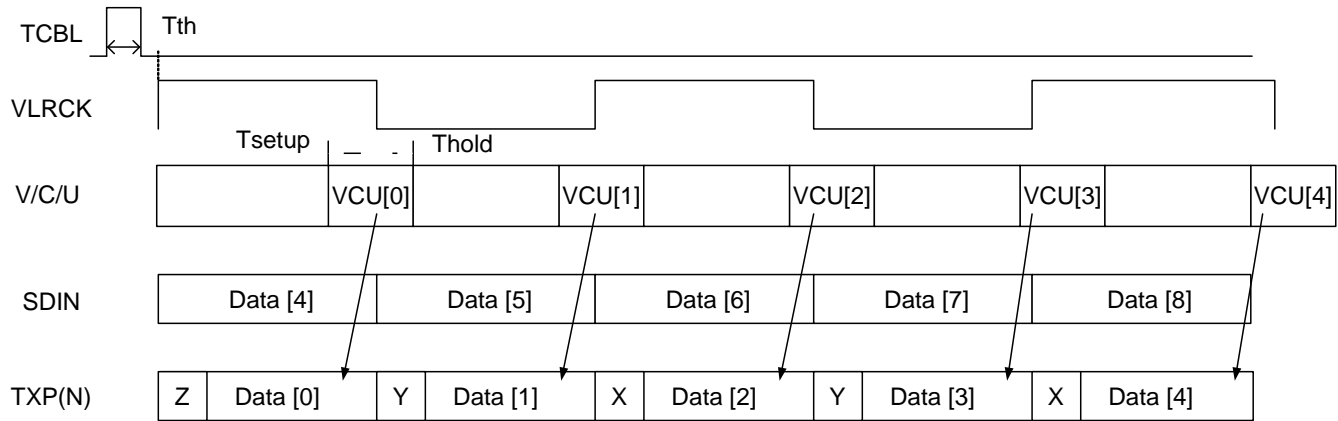 TCBL
Tth
VLRCK
Tsetup
Thold
V/C/U
VCU[0]
VCU[1]
VCU[2]
VCU[3]
VCU[4]
SDIN
Data [4]
Data [5]
Data [6]
Data [7]
Data [8]
TXP(N)
Z
Data [0]
Y
Data [1]
X
Data [2]
Y
Data [3]
X
Data [4]